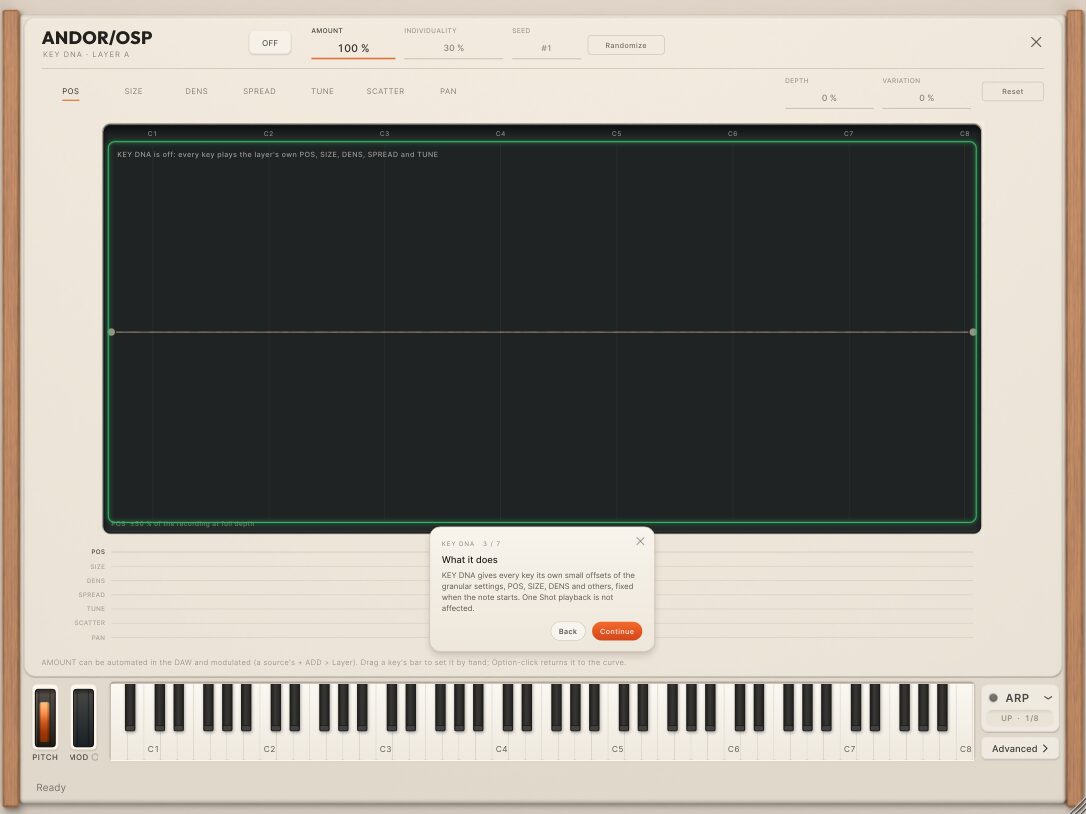 ANDOR/OSP
KEY DNA - LAYER A
OFF
AMOUNT
100 %
INDIVIDUALITY
30 %
SEED
#1
Randomize
POS
SIZE
DENS
SPREAD
TUNE
SCATTER
PAN
DEPTH
0 %
VARIATION
0 %
Reset
C1 C2 C3 C4 C5 C6 C7 C8
KEY DNA is off: every key plays the layer's own POS, SIZE, DENS, SPREAD and TUNE
POS ±50 % of the recording at full depth
POS
SIZE
DENS
SPREAD
TUNE
SCATTER
PAN
KEY DNA 3 / 7
What it does
KEY DNA gives every key its own small offsets of the
granular settings, POS, SIZE, DENS and others, fixed
when the note starts. One Shot playback is not
affected.
Back
Continue
AMOUNT can be automated in the DAW and modulated (a source's + ADD > Layer). Drag a key's bar to set it by hand; Option-click returns it to the curve.
C1 C2 C3 C4 C5 C6 C7 C8
PITCH
MOD
ARP
UP · 1/8
Advanced
Ready